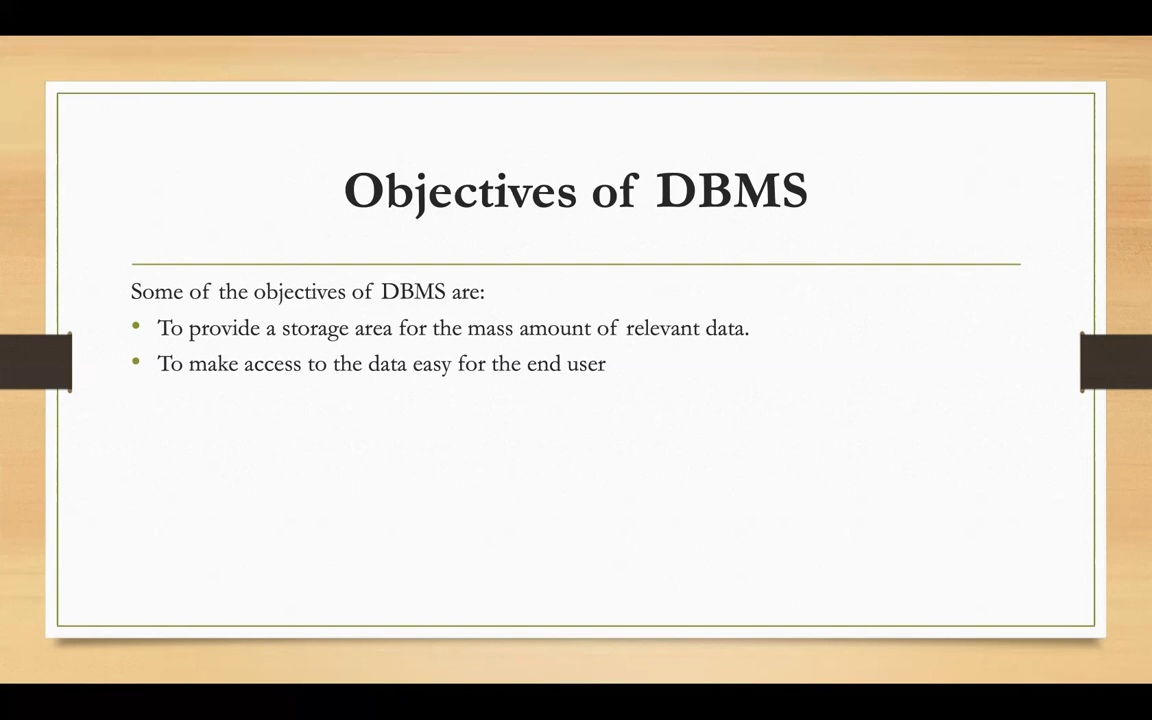 Objectives of DBMS
Some of the objectives of DBMS are:
• To provide a storage area for the mass amount of relevant data.
• To make access to the data easy for the end user